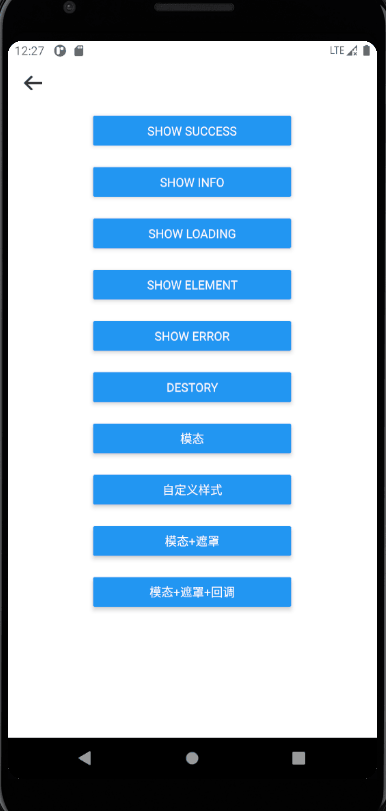 12:27
LTE
SHOW SUCCESS
SHOW INFO
SHOW LOADING
SHOW ELEMENT
SHOW ERROR
DESTORY
模态
自定义样式
模态+遮罩
模态+遮罩+回调